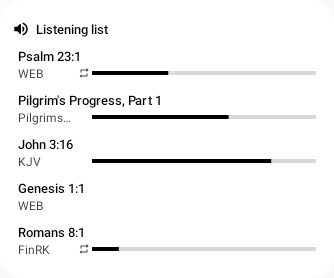 Listening list
Psalm 23:1
WEB
Pilgrim's Progress, Part 1
Pilgrims...
John 3:16
KJV
Genesis 1:1
WEB
Romans 8:1
FinRK